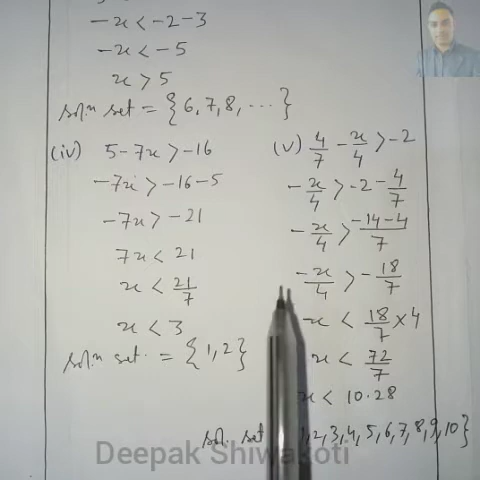 -x < -2-3
-x < -5
x > 5
solⁿ set = {6, 7, 8, ...}
(iv) 5-7x > -16
-7x > -16-5
-7x > -21
7x < 21
x < 21/7
x < 3
solⁿ set. = {1, 2}
(v) 4/7 - x/4 > -2
-x/4 > -2 - 4/7
-x/4 > -14-4/7
-x/4 > -18/7
x < 18/7 × 4
x < 72/7
x < 10.28
sol. set 1, 2, 3, 4, 5, 6, 7, 8, 9, 10}
Deepak Shiwakoti